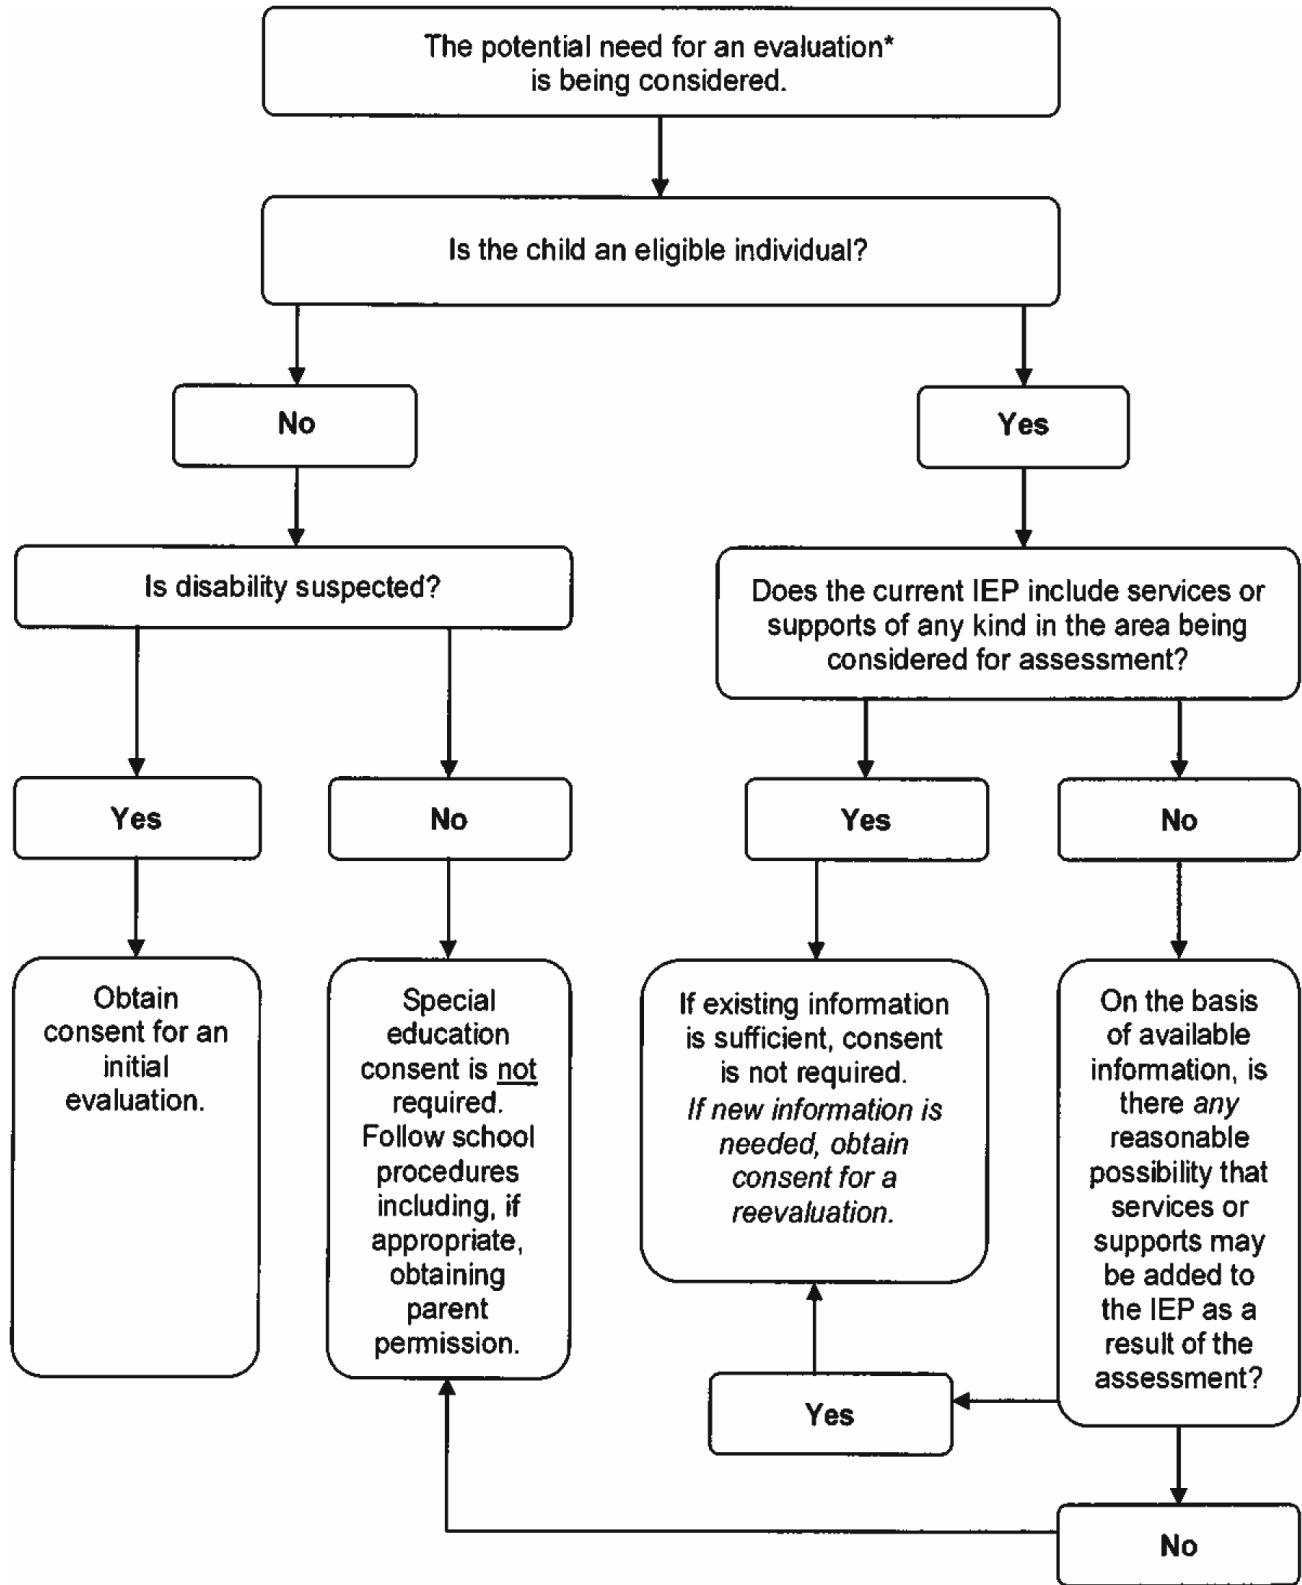 The potential need for an evaluation*
is being considered.
Is the child an eligible individual?
No
Yes
Is disability suspected?
Does the current IEP include services or
supports of any kind in the area being
considered for assessment?
Yes
No
Yes
No
Obtain
consent for an
initial
evaluation.
Special
education
consent is not
required.
Follow school
procedures
including, if
appropriate,
obtaining
parent
permission.
If existing information
is sufficient, consent
is not required.
If new information is
needed, obtain
consent for a
reevaluation.
On the basis
of available
information, is
there any
reasonable
possibility that
services or
supports may
be added to
the IEP as a
result of the
assessment?
Yes
No